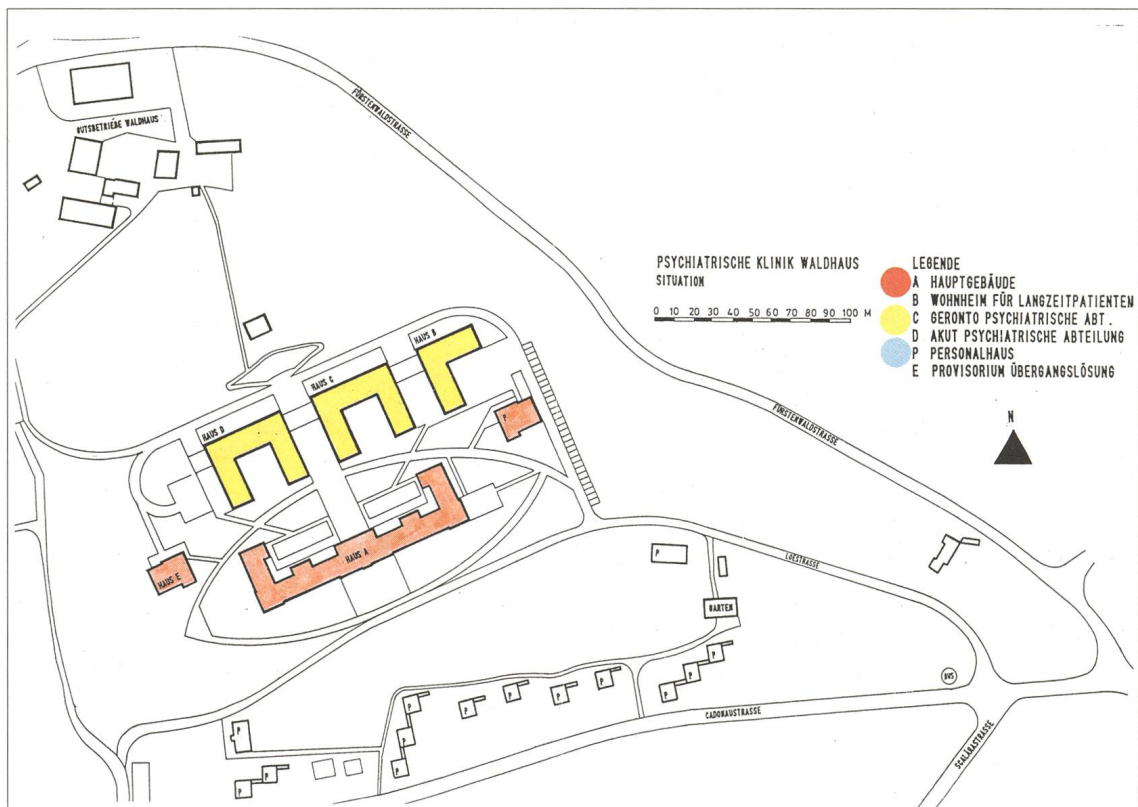 FÜRSTENWALDSTRASSE
GUTSBETRIEBE WALDHAUS
PSYCHIATRISCHE KLINIK WALDHAUS
SITUATION
0 10 20 30 40 50 60 70 80 90 100 M
LEGENDE
A HAUPTGEBÄUDE
B WOHNHEIM FÜR LANGZEITPATIENTEN
C GERONTO PSYCHIATRISCHE ABT.
D AKUT PSYCHIATRISCHE ABTEILUNG
P PERSONALHAUS
E PROVISORIUM ÜBERGANGSLÖSUNG
N
HAUS B
HAUS C
HAUS D
P
FÜRSTENWALDSTRASSE
HAUS A
HAUS E
P
LOESTRASSE
GARTEN
BUS
P
P
P
P
P
P
P
P
P
CADONAUSTRASSE
P
P
P
P
P
SCALÄRASTRASSE